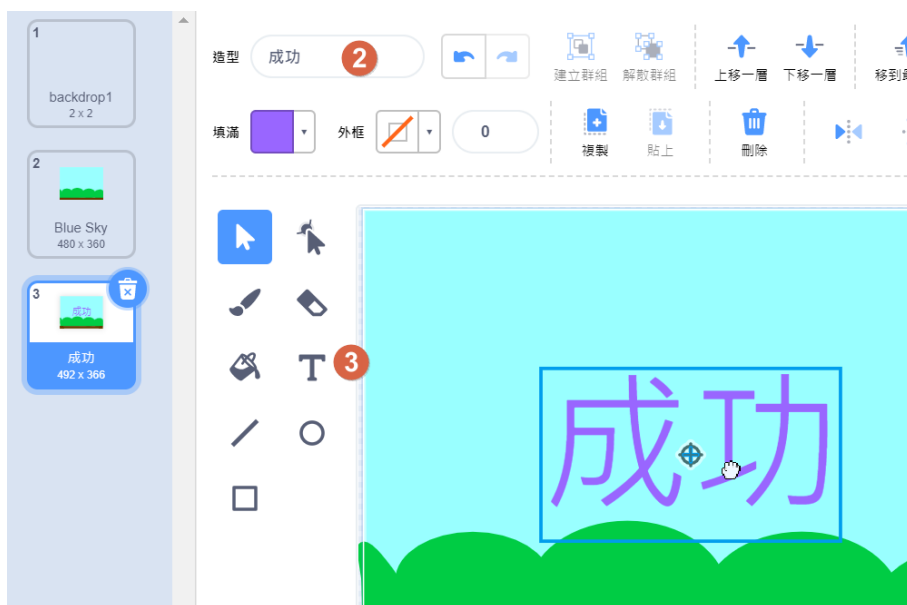 1
backdrop1
2 x 2
2
Blue Sky
480 x 360
3
成功
成功
492 x 366
造型 成功 2
建立群組 解散群組 上移一層 下移一層 移到
填滿 外框 0
複製 貼上 刪除
T 3
成功